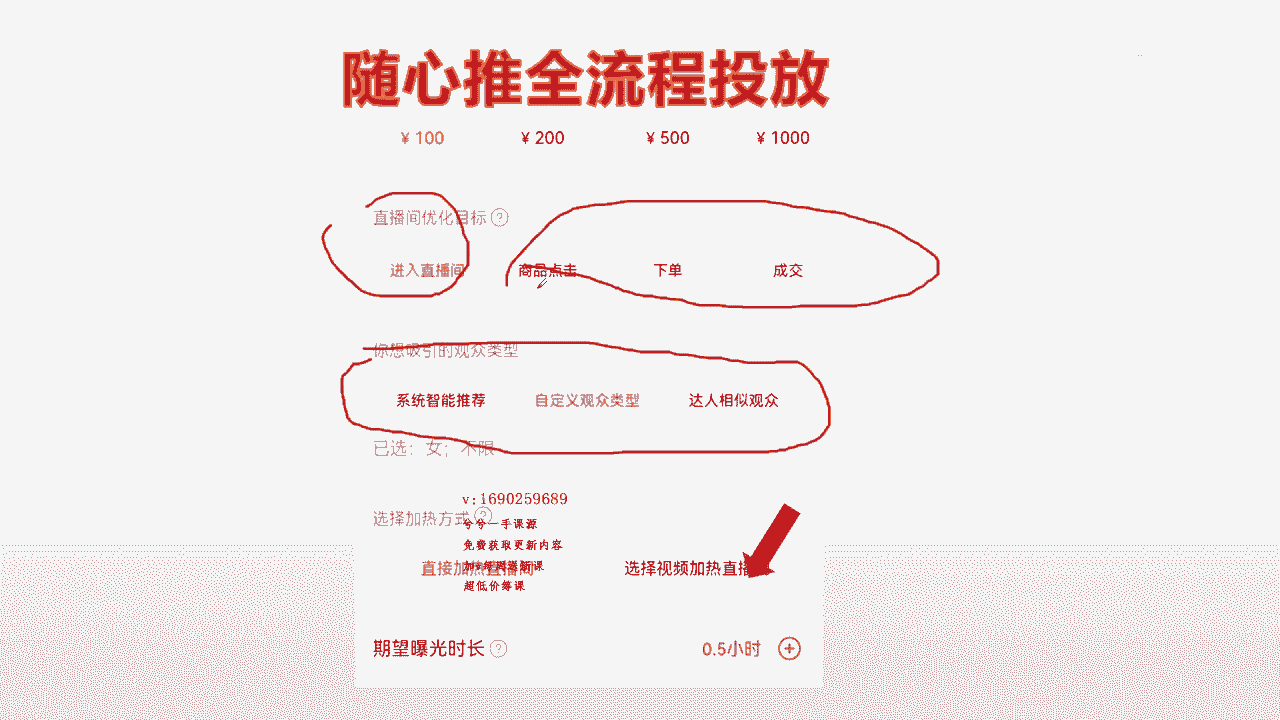 随心推全流程投放
¥ 100 ¥ 200 ¥ 500 ¥ 1000
直播间优化目标 ?
进入直播间 商品点击 下单 成交
你想吸引的观众类型
系统智能推荐 自定义观众类型 达人相似观众
已选：女；不限
v:1690259689
选择加热方式 ?
兮兮一手课源
免费获取更新内容
直接加热直播间 选择视频加热直播
超低价筹课
期望曝光时长 ? 0.5小时 +